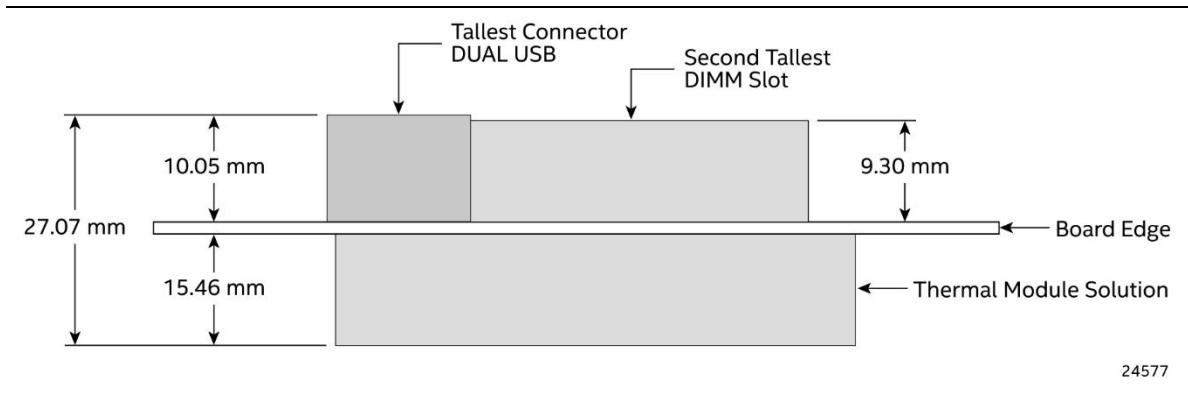 Tallest Connector
DUAL USB
Second Tallest
DIMM Slot
10.05 mm
9.30 mm
27.07 mm
Board Edge
15.46 mm
Thermal Module Solution
24577